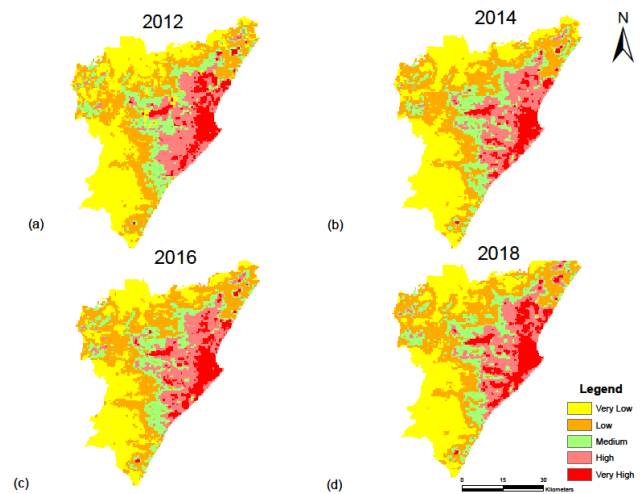 2012
2014
N
(a)
(b)
2016
2018
Legend
Very Low
Low
Medium
High
Very High
0 15 30
Kilometers
(c)
(d)